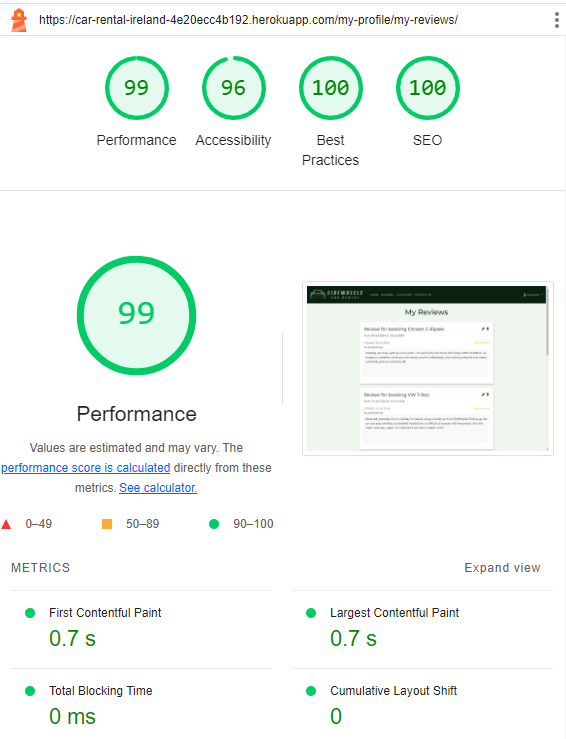 https://car-rental-ireland-4e20ecc4b192.herokuapp.com/my-profile/my-reviews/
99
96
100
100
Performance
Accessibility
Best
Practices
SEO
99
Performance
Values are estimated and may vary. The
performance score is calculated directly from these
metrics. See calculator.
0–49
50–89
90–100
My Reviews
Review for booking Citroen C-Elysee
Review for booking VW T-Roc
METRICS
Expand view
First Contentful Paint
0.7 s
Largest Contentful Paint
0.7 s
Total Blocking Time
0 ms
Cumulative Layout Shift
0